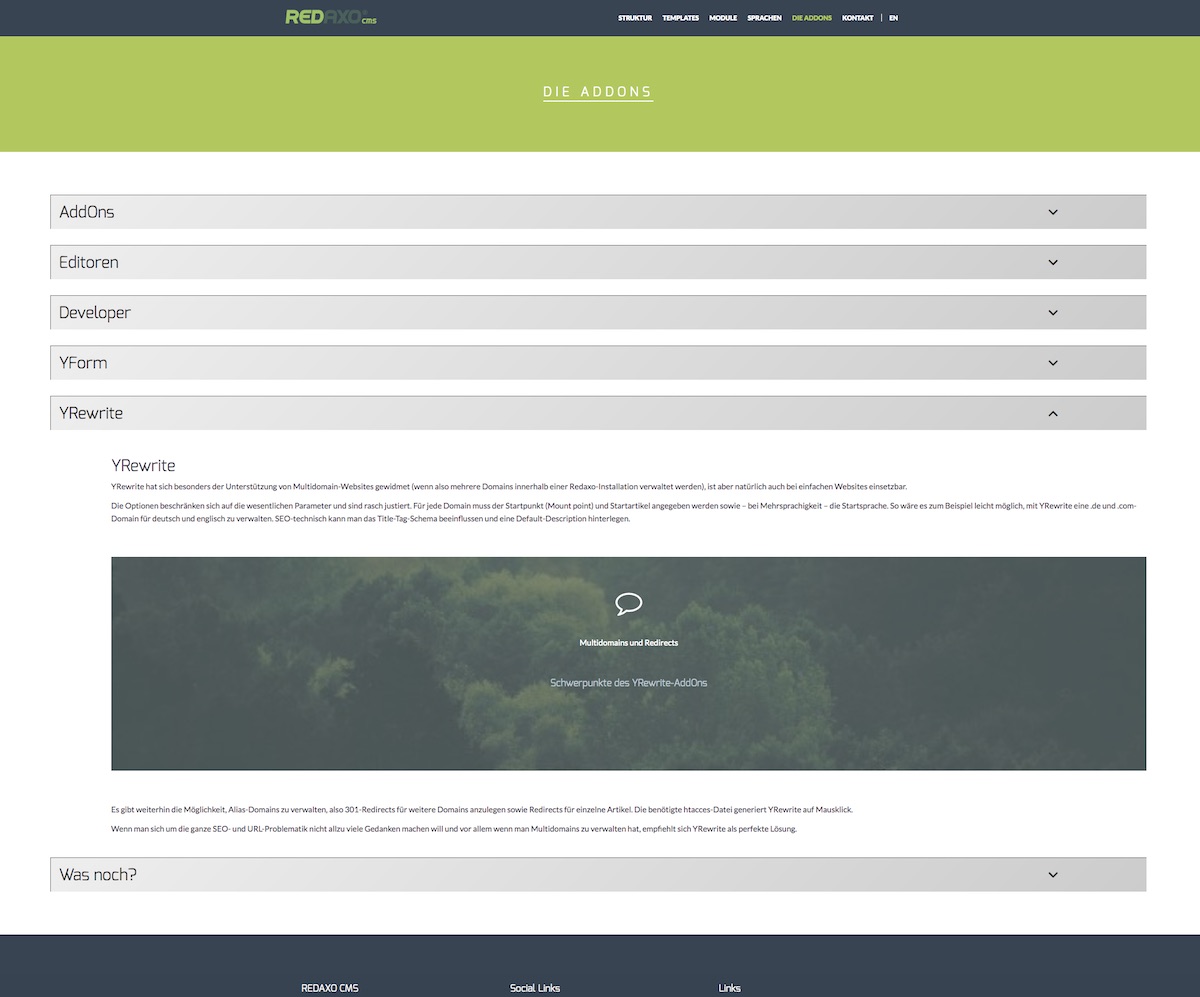 REDAXO® CMS
STRUKTUR TEMPLATES MODULE SPRACHEN DIE ADDONS KONTAKT | EN
DIE ADDONS
AddOns
Editoren
Developer
YForm
YRewrite
YRewrite
YRewrite hat sich besonders der Unterstützung von Multidomain-Websites gewidmet (wenn also mehrere Domains innerhalb einer Redaxo-Installation verwaltet werden), ist aber natürlich auch bei einfachen Websites einsetzbar.
Die Optionen beschränken sich auf die wesentlichen Parameter und sind rasch justiert. Für jede Domain muss der Startpunkt (Mount point) und Startartikel angegeben werden sowie – bei Mehrsprachigkeit – die Startsprache. So wäre es zum Beispiel leicht möglich, mit YRewrite eine .de und .com-
Domain für deutsch und englisch zu verwalten. SEO-technisch kann man das Title-Tag-Schema beeinflussen und eine Default-Description hinterlegen.
Multidomains und Redirects
Schwerpunkte des YRewrite-AddOns
Es gibt weiterhin die Möglichkeit, Alias-Domains zu verwalten, also 301-Redirects für weitere Domains anzulegen sowie Redirects für einzelne Artikel. Die benötigte htacces-Datei generiert YRewrite auf Mausklick.
Wenn man sich um die ganze SEO- und URL-Problematik nicht allzu viele Gedanken machen will und vor allem wenn man Multidomains zu verwalten hat, empfiehlt sich YRewrite als perfekte Lösung.
Was noch?
REDAXO CMS Social Links Links